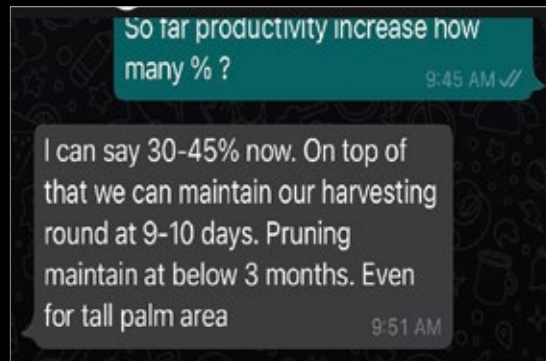 So far productivity increase how
many % ?
9:45 AM
I can say 30-45% now. On top of
that we can maintain our harvesting
round at 9-10 days. Pruning
maintain at below 3 months. Even
for tall palm area
9:51 AM